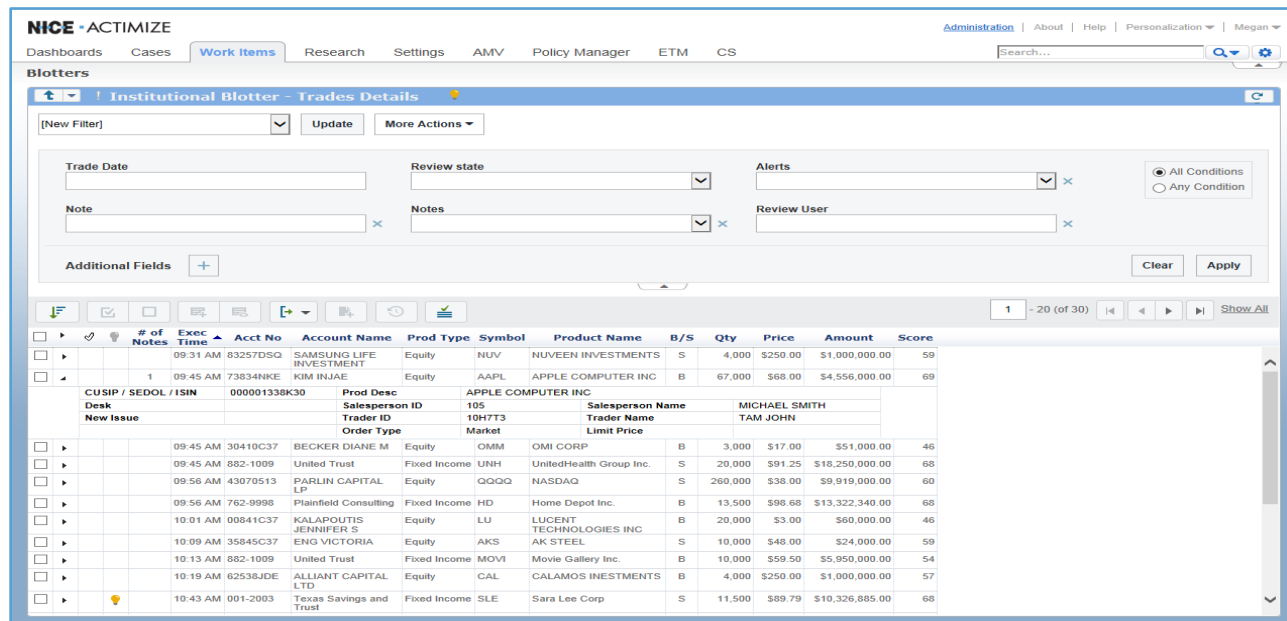 NICE · ACTIMIZE
Administration | About | Help | Personalization | Megan
Dashboards Cases Work Items Research Settings AMV Policy Manager ETM CS Search...
Blotters
! Institutional Blotter - Trades Details
[New Filter] Update More Actions
Trade Date Review state Alerts
All Conditions
Any Condition
Note Notes Review User
Additional Fields + Clear Apply
1 - 20 (of 30) Show All
# of Notes Exec Time Acct No Account Name Prod Type Symbol Product Name B/S Qty Price Amount Score
09:31 AM 83257DSQ SAMSUNG LIFE INVESTMENT Equity NUV NUVEEN INVESTMENTS S 4,000 $250.00 $1,000,000.00 59
1 09:45 AM 73834NKE KIM INJAE Equity AAPL APPLE COMPUTER INC B 67,000 $68.00 $4,556,000.00 69
CUSIP / SEDOL / ISIN 000001338K30 Prod Desc APPLE COMPUTER INC
Desk Salesperson ID 105 Salesperson Name MICHAEL SMITH
New Issue Trader ID 10H7T3 Trader Name TAM JOHN
Order Type Market Limit Price
09:45 AM 30410C37 BECKER DIANE M Equity OMM OMI CORP B 3,000 $17.00 $51,000.00 46
09:45 AM 882-1009 United Trust Fixed Income UNH UnitedHealth Group Inc. S 20,000 $91.25 $18,250,000.00 68
09:56 AM 43070513 PARLIN CAPITAL LP Equity QQQQ NASDAQ S 260,000 $38.00 $9,919,000.00 60
09:56 AM 762-9998 Plainfield Consulting Fixed Income HD Home Depot Inc. B 13,500 $98.68 $13,322,340.00 68
10:01 AM 00841C37 KALAPOUTIS JENNIFER S Equity LU LUCENT TECHNOLOGIES INC B 20,000 $3.00 $60,000.00 46
10:09 AM 35845C37 ENG VICTORIA Equity AKS AK STEEL S 10,000 $48.00 $24,000.00 59
10:13 AM 882-1009 United Trust Fixed Income MOVI Movie Gallery Inc. B 10,000 $59.50 $5,950,000.00 54
10:19 AM 62538JDE ALLIANT CAPITAL LTD Equity CAL CALAMOS INESTMENTS B 4,000 $250.00 $1,000,000.00 57
10:43 AM 001-2003 Texas Savings and Trust Fixed Income SLE Sara Lee Corp S 11,500 $89.79 $10,326,885.00 68